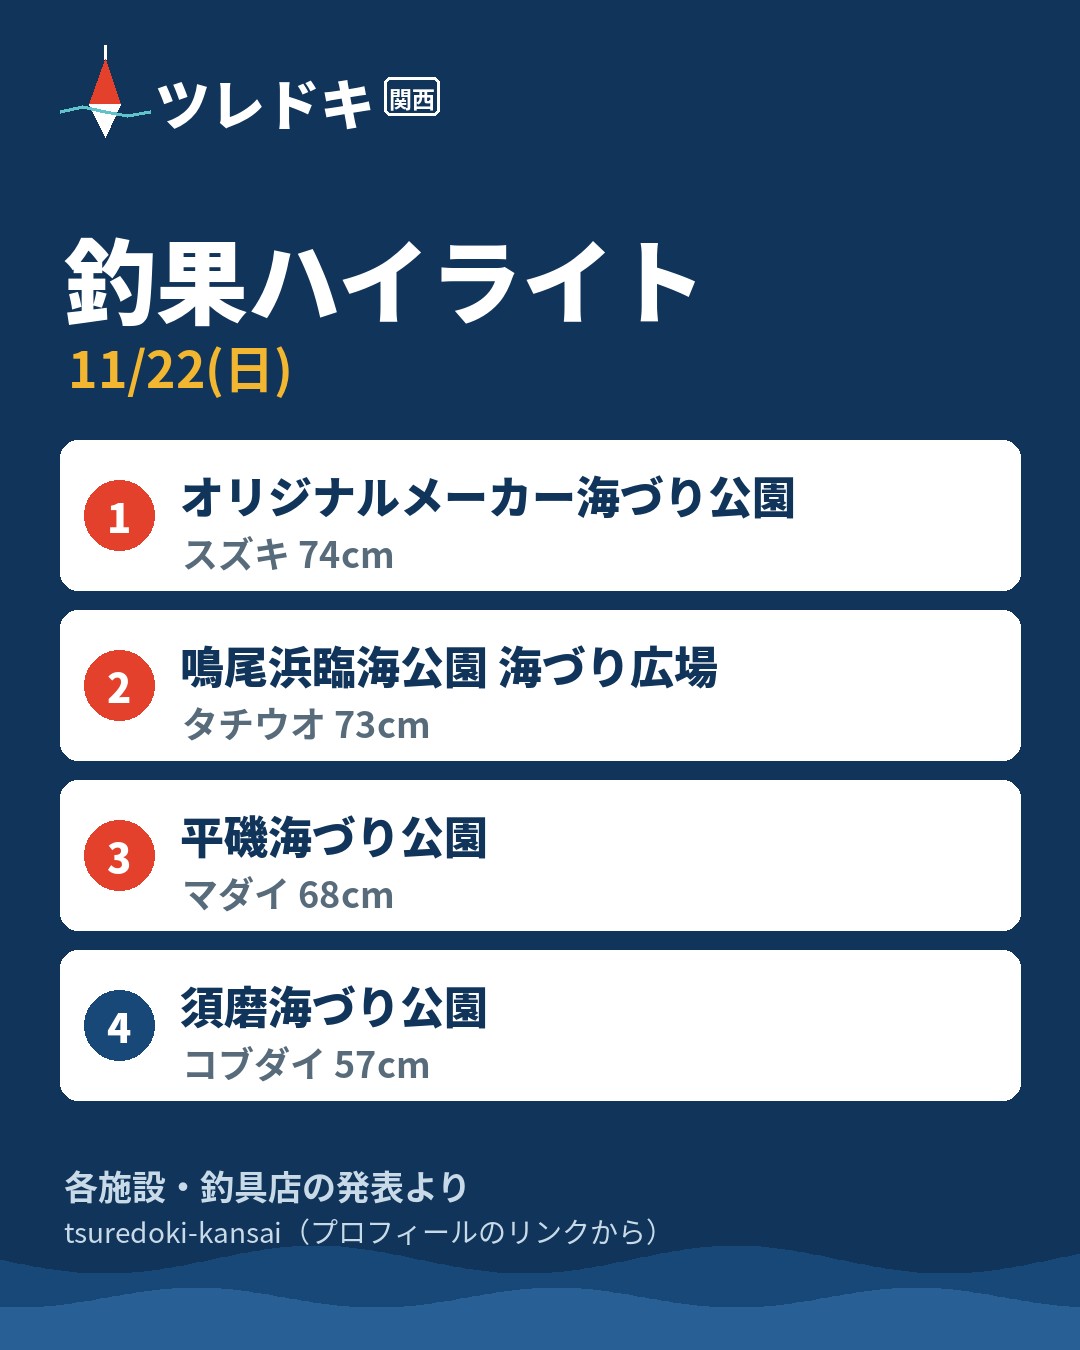 ツレドキ 関西
釣果ハイライト
11/22(日)
1
オリジナルメーカー海づり公園
スズキ 74cm
2
鳴尾浜臨海公園 海づり広場
タチウオ 73cm
3
平磯海づり公園
マダイ 68cm
4
須磨海づり公園
コブダイ 57cm
各施設・釣具店の発表より
tsuredoki-kansai（プロフィールのリンクから）